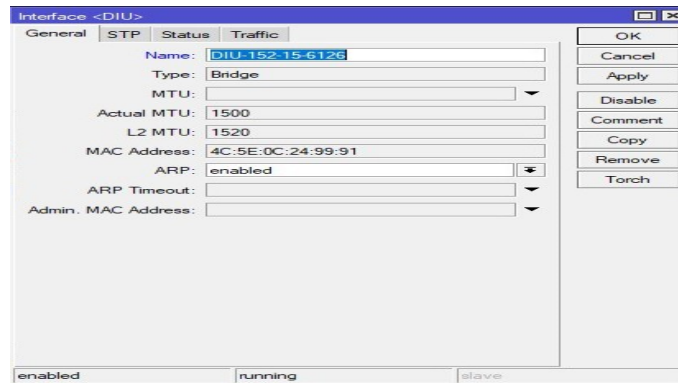 Interface <DIU>
General STP Status Traffic
Name: DIU-152-15-6126
Type: Bridge
MTU:
Actual MTU: 1500
L2 MTU: 1520
MAC Address: 4C:5E:0C:24:99:91
ARP: enabled
ARP Timeout:
Admin. MAC Address:
OK
Cancel
Apply
Disable
Comment
Copy
Remove
Torch
enabled running slave